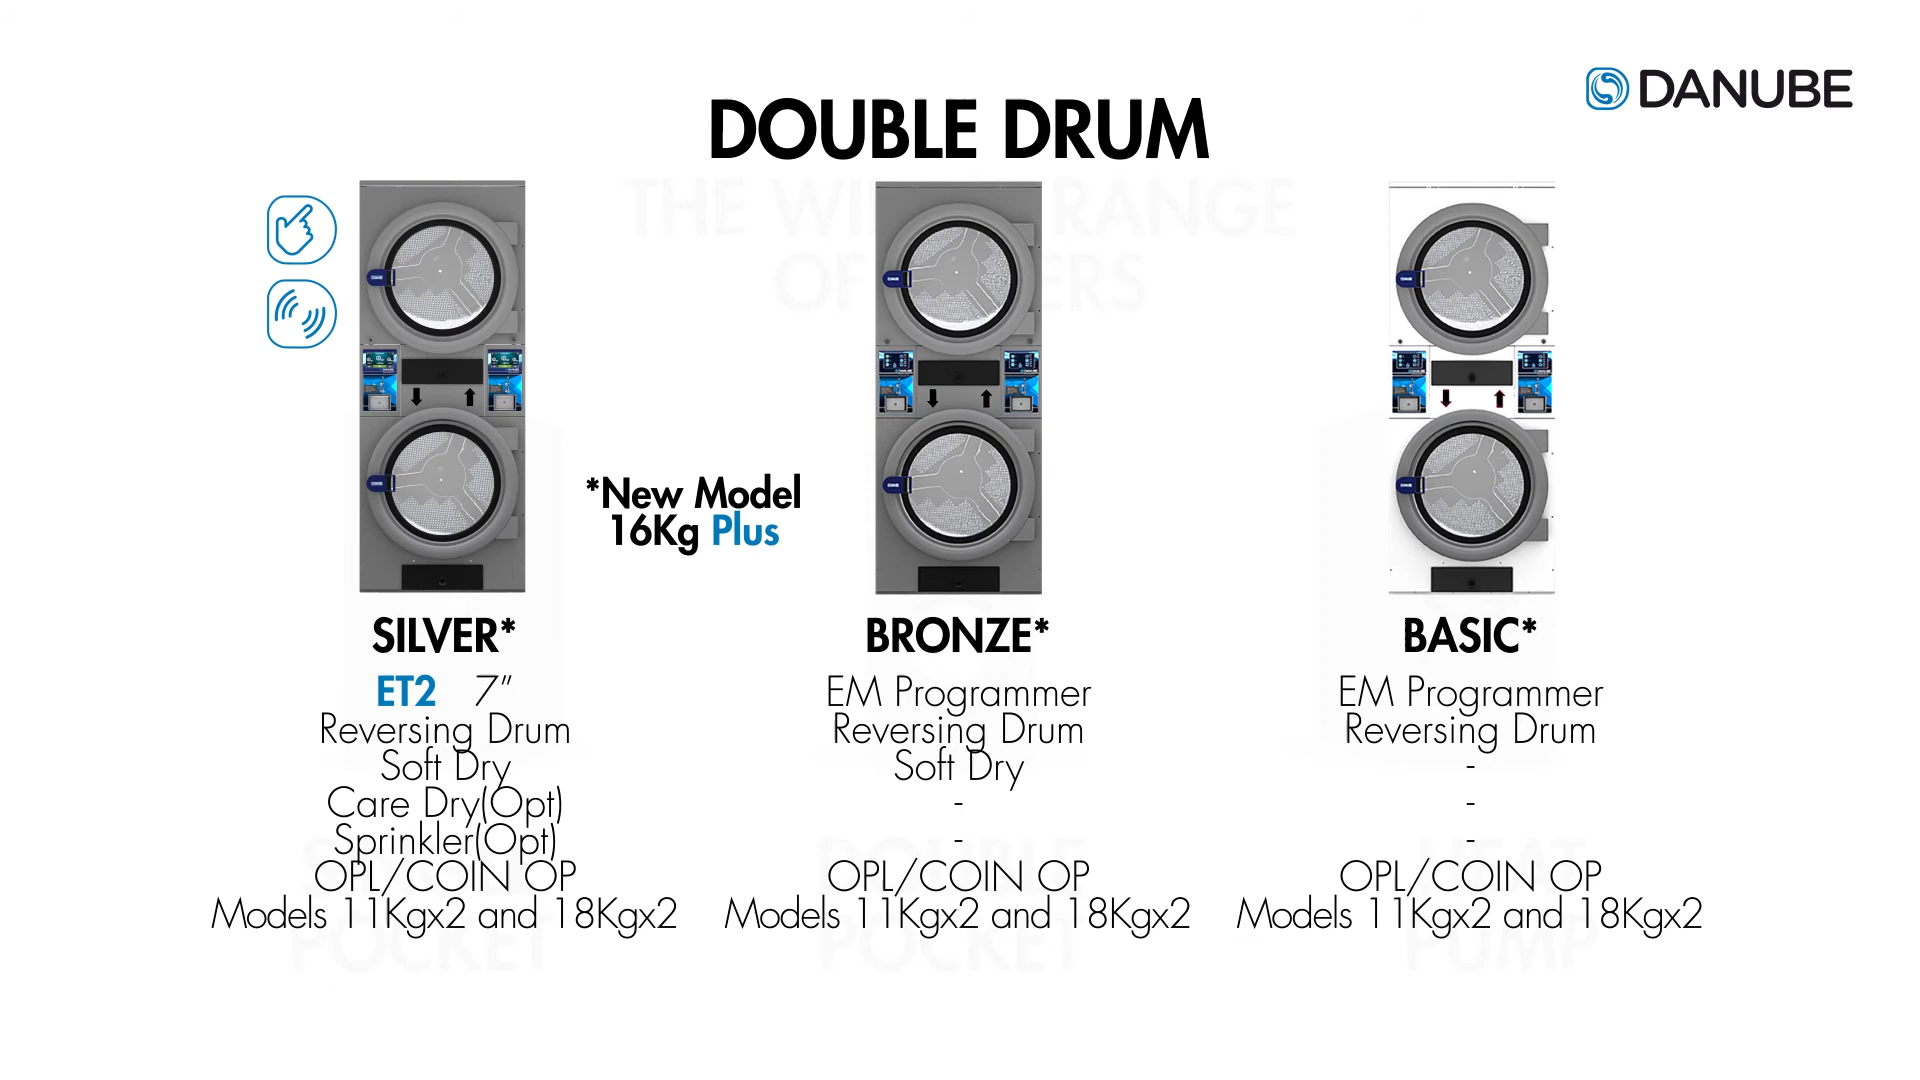 DANUBE
DOUBLE DRUM
*New Model
16Kg Plus
SILVER*
ET2 7"
Reversing Drum
Soft Dry
Care Dry(Opt)
Sprinkler(Opt)
OPL/COIN OP
Models 11Kgx2 and 18Kgx2
BRONZE*
EM Programmer
Reversing Drum
Soft Dry
-
-
OPL/COIN OP
Models 11Kgx2 and 18Kgx2
BASIC*
EM Programmer
Reversing Drum
-
-
-
OPL/COIN OP
Models 11Kgx2 and 18Kgx2